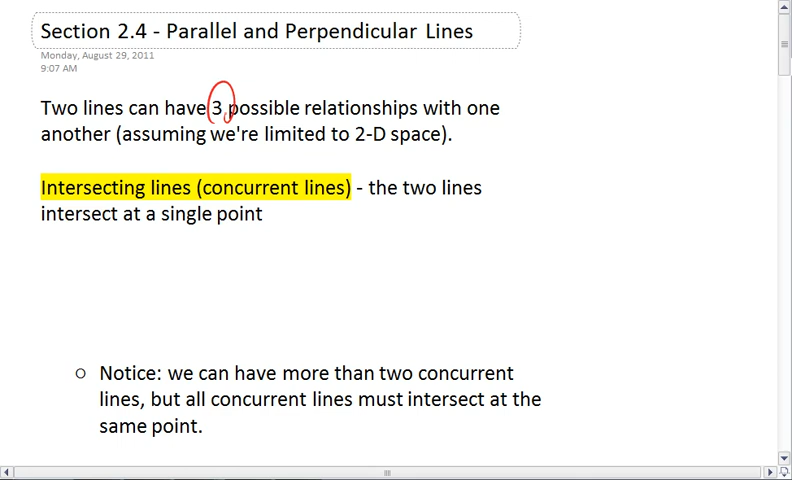 Section 2.4 - Parallel and Perpendicular Lines
Monday, August 29, 2011
9:07 AM
Two lines can have 3 possible relationships with one
another (assuming we're limited to 2-D space).
Intersecting lines (concurrent lines) - the two lines
intersect at a single point
Notice: we can have more than two concurrent
lines, but all concurrent lines must intersect at the
same point.